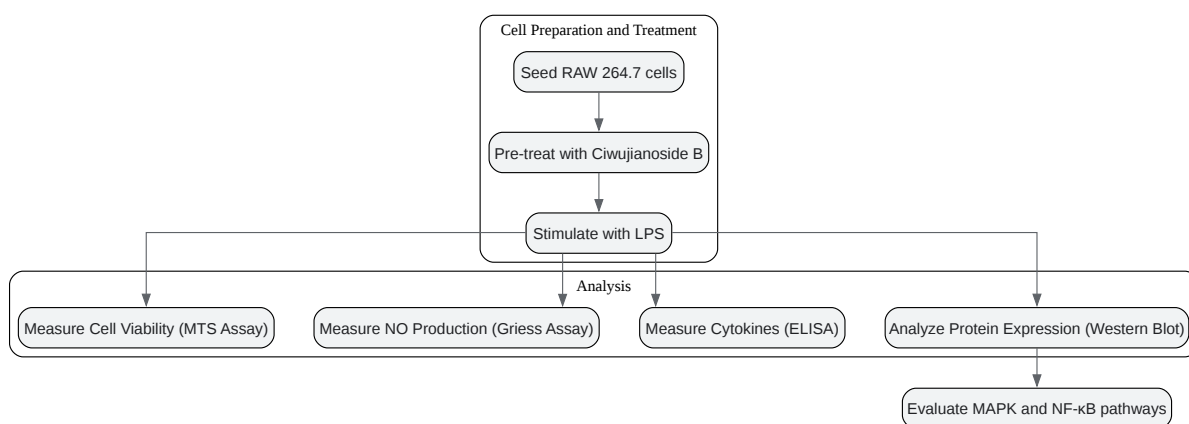 Cell Preparation and Treatment
Seed RAW 264.7 cells
Pre-treat with Ciwujianoside B
Stimulate with LPS
Analysis
Measure Cell Viability (MTS Assay)
Measure NO Production (Griess Assay)
Measure Cytokines (ELISA)
Analyze Protein Expression (Western Blot)
Evaluate MAPK and NF-κB pathways